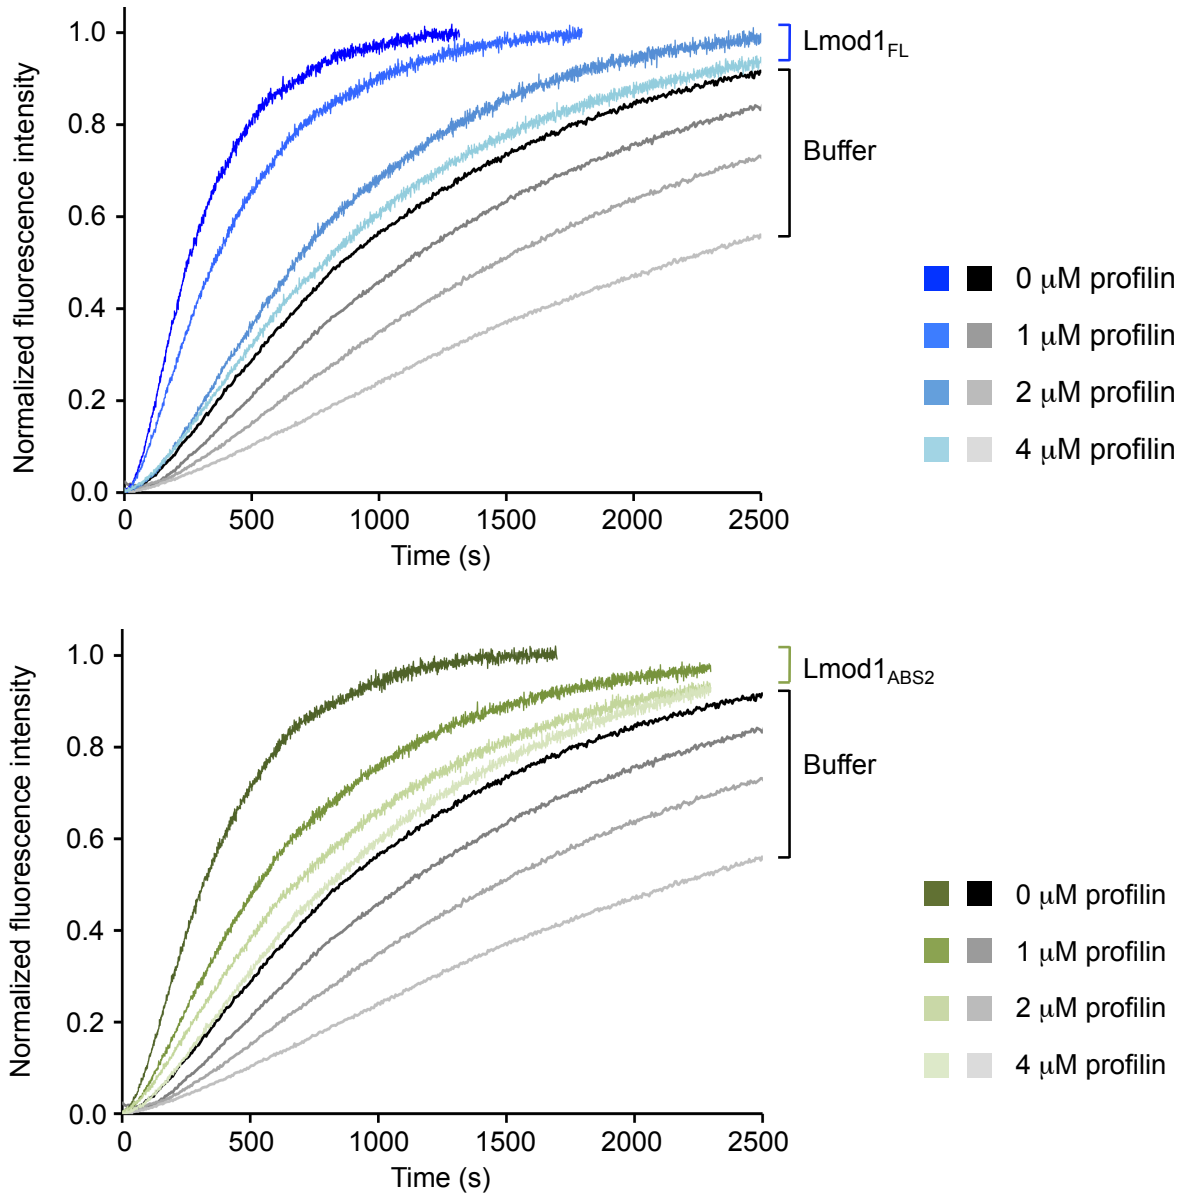 Normalized fluorescence intensity
1.0
0.8
0.6
0.4
0.2
0.0
0 500 1000 1500 2000 2500
Time (s)
Lmod1FL
Buffer
0 μM profilin
1 μM profilin
2 μM profilin
4 μM profilin
Normalized fluorescence intensity
1.0
0.8
0.6
0.4
0.2
0.0
0 500 1000 1500 2000 2500
Time (s)
Lmod1ABS2
Buffer
0 μM profilin
1 μM profilin
2 μM profilin
4 μM profilin